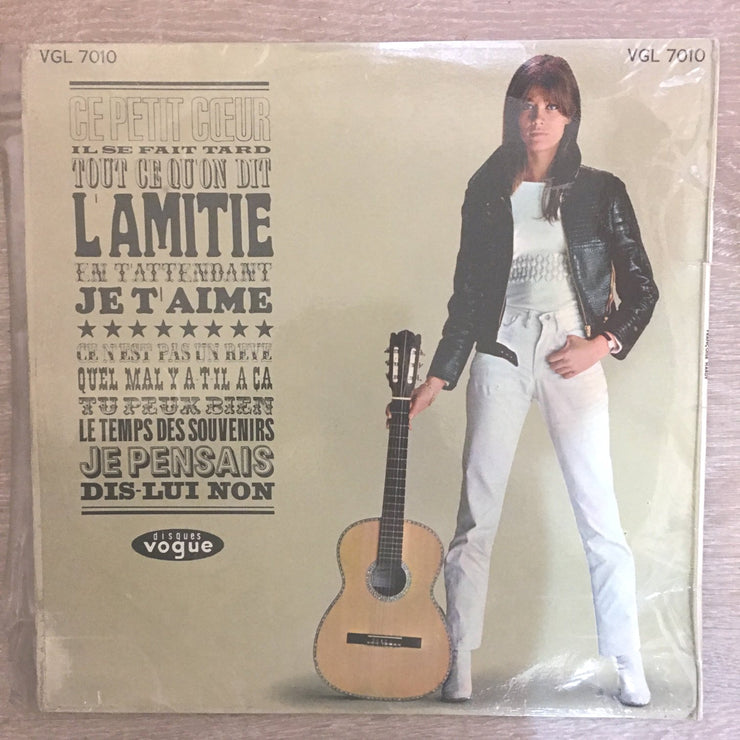 VGL 7010
VGL 7010
CE PETIT CŒUR
IL SE FAIT TARD
TOUT CE QU'ON DIT
L'AMITIE
EN T'ATTENDANT
JE T'AIME
CE N'EST PAS UN REVE
QUEL MAL Y A-T-IL A CA
TU PEUX BIEN
LE TEMPS DES SOUVENIRS
JE PENSAIS
DIS-LUI NON
disques
vogue
FRANÇOISE HARDY